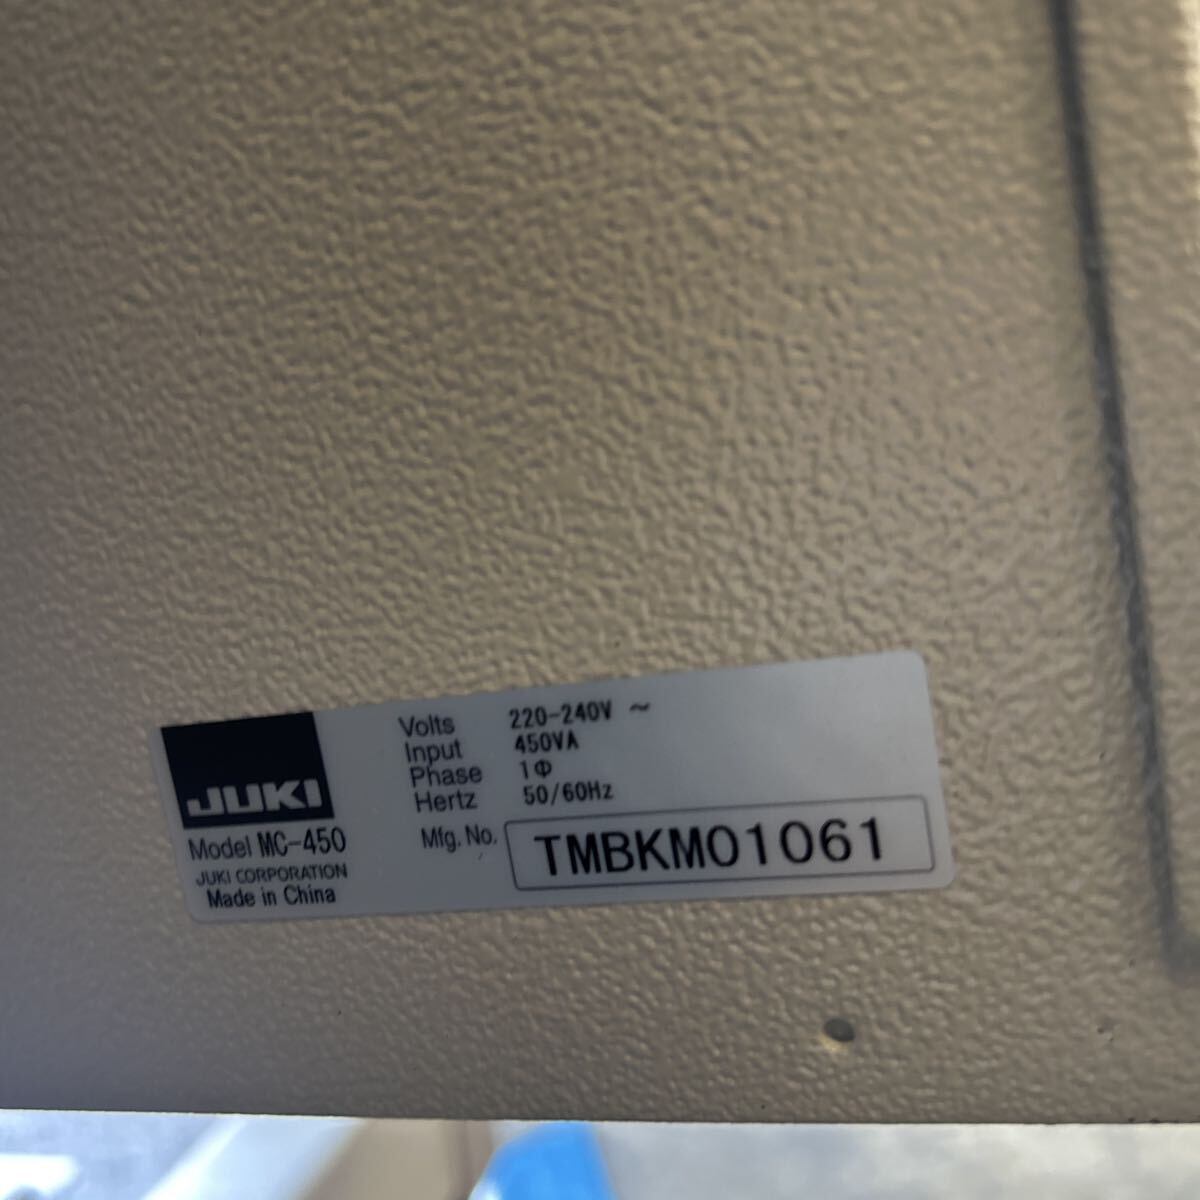 JUKI
Model MC-450
JUKI CORPORATION
Made in China
Volts 220-240V ~
Input 450VA
Phase 1Φ
Hertz 50/60Hz
Mfg. No. TMBKM01061